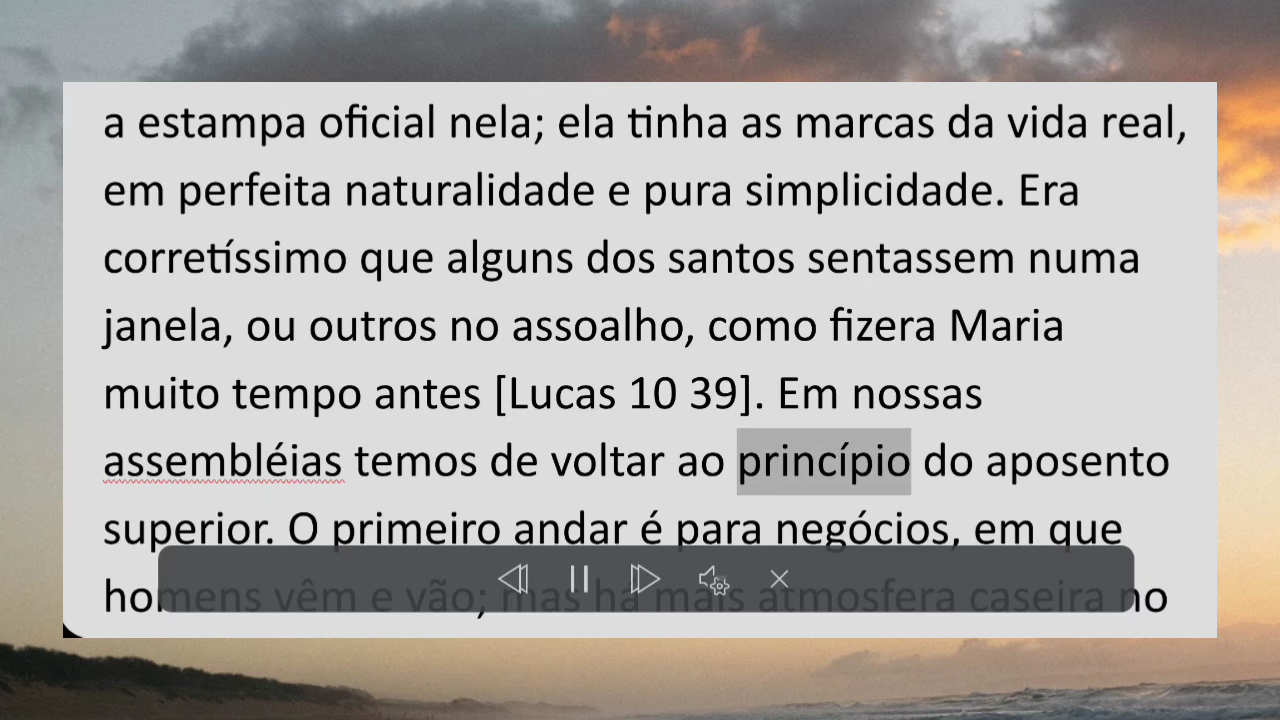 a estampa oficial nela; ela tinha as marcas da vida real,
em perfeita naturalidade e pura simplicidade. Era
corretíssimo que alguns dos santos sentassem numa
janela, ou outros no assoalho, como fizera Maria
muito tempo antes [Lucas 10 39]. Em nossas
assembléias temos de voltar ao princípio do aposento
superior. O primeiro andar é para negócios, em que
homens vêm e vão; mas há mais atmosfera caseira no